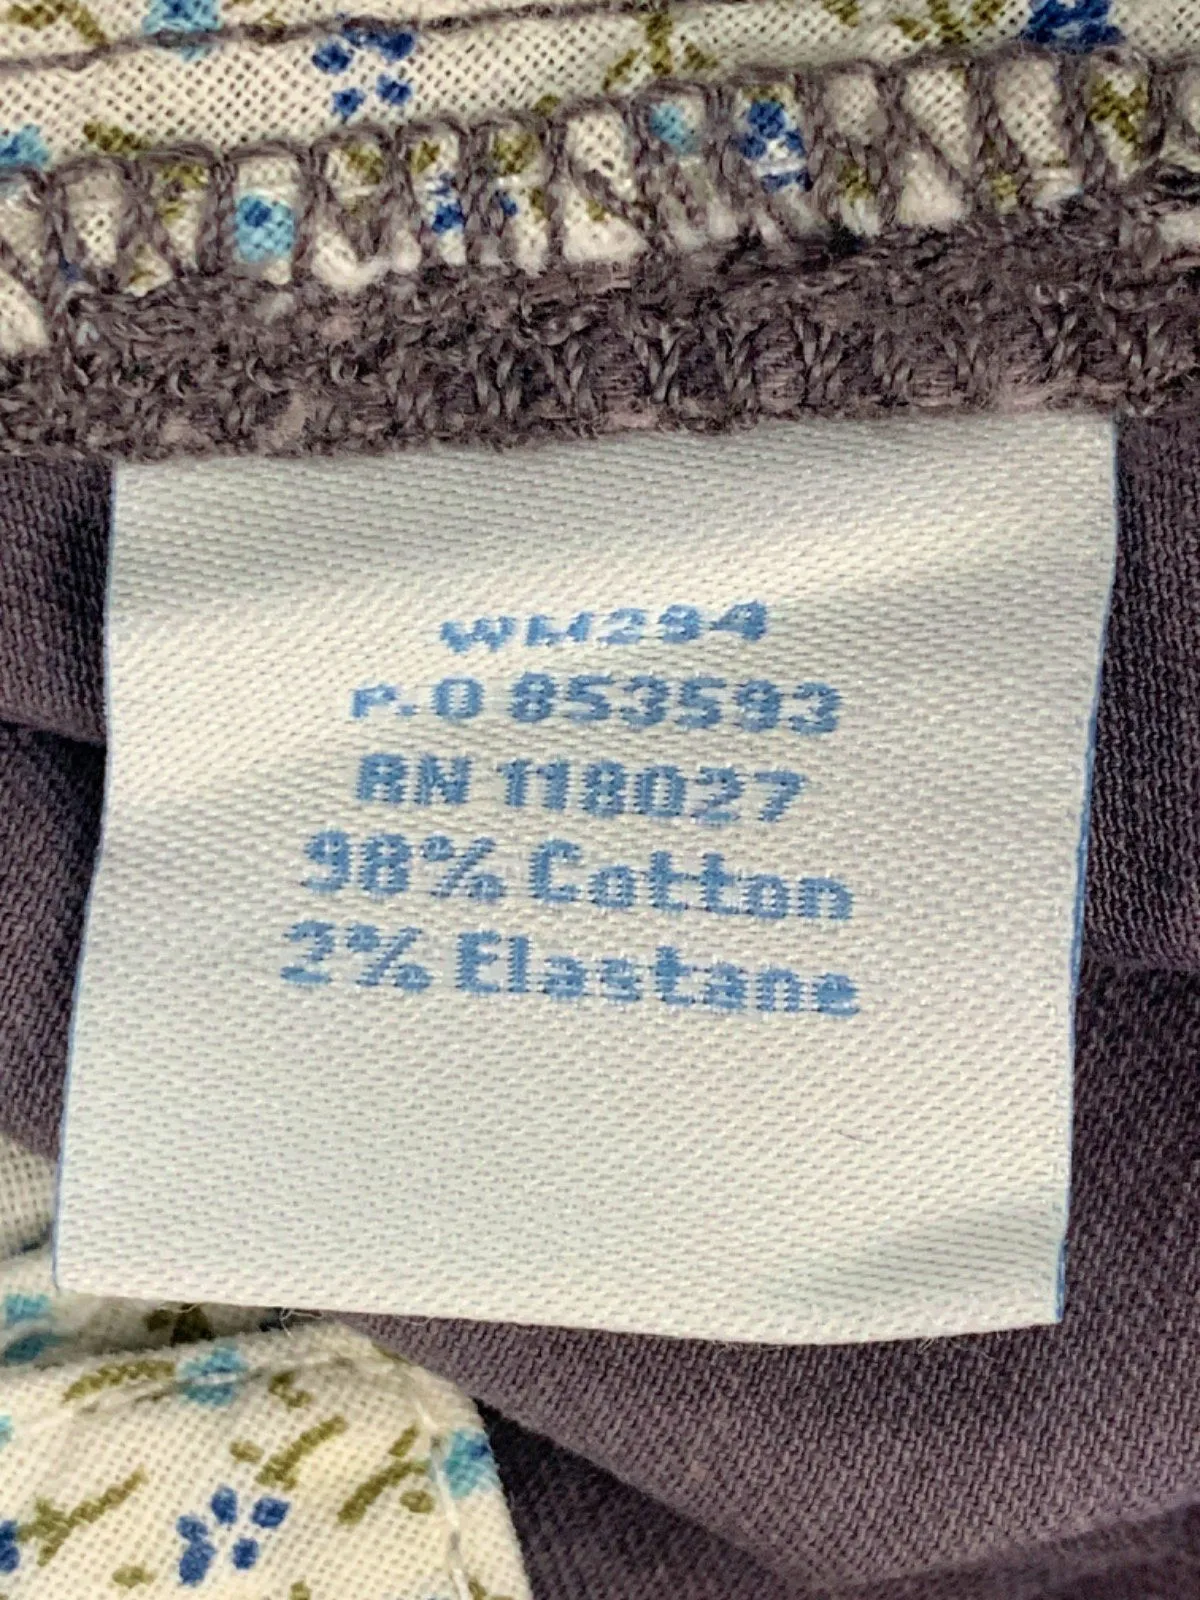 WM294
P.O 853593
RN 118027
98% Cotton
2% Elastane